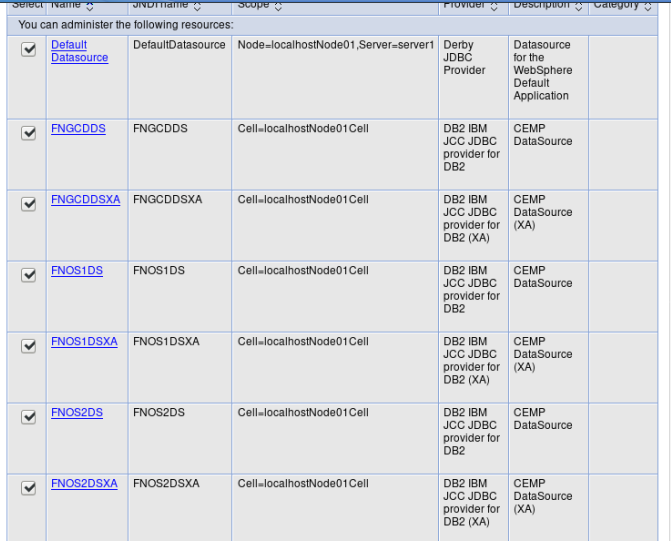 Select Name JNDI name Scope Provider Description Category
You can administer the following resources:
Default DefaultDatasource Node=localhostNode01,Server=server1 Derby Datasource
Datasource JDBC for the
Provider WebSphere
Default
Application
FNGCDDS FNGCDDS Cell=localhostNode01Cell DB2 IBM CEMP
JCC JDBC DataSource
provider for
DB2
FNGCDDSXA FNGCDDSXA Cell=localhostNode01Cell DB2 IBM CEMP
JCC JDBC DataSource
provider for (XA)
DB2 (XA)
FNOS1DS FNOS1DS Cell=localhostNode01Cell DB2 IBM CEMP
JCC JDBC DataSource
provider for
DB2
FNOS1DSXA FNOS1DSXA Cell=localhostNode01Cell DB2 IBM CEMP
JCC JDBC DataSource
provider for (XA)
DB2 (XA)
FNOS2DS FNOS2DS Cell=localhostNode01Cell DB2 IBM CEMP
JCC JDBC DataSource
provider for
DB2
FNOS2DSXA FNOS2DSXA Cell=localhostNode01Cell DB2 IBM CEMP
JCC JDBC DataSource
provider for (XA)
DB2 (XA)